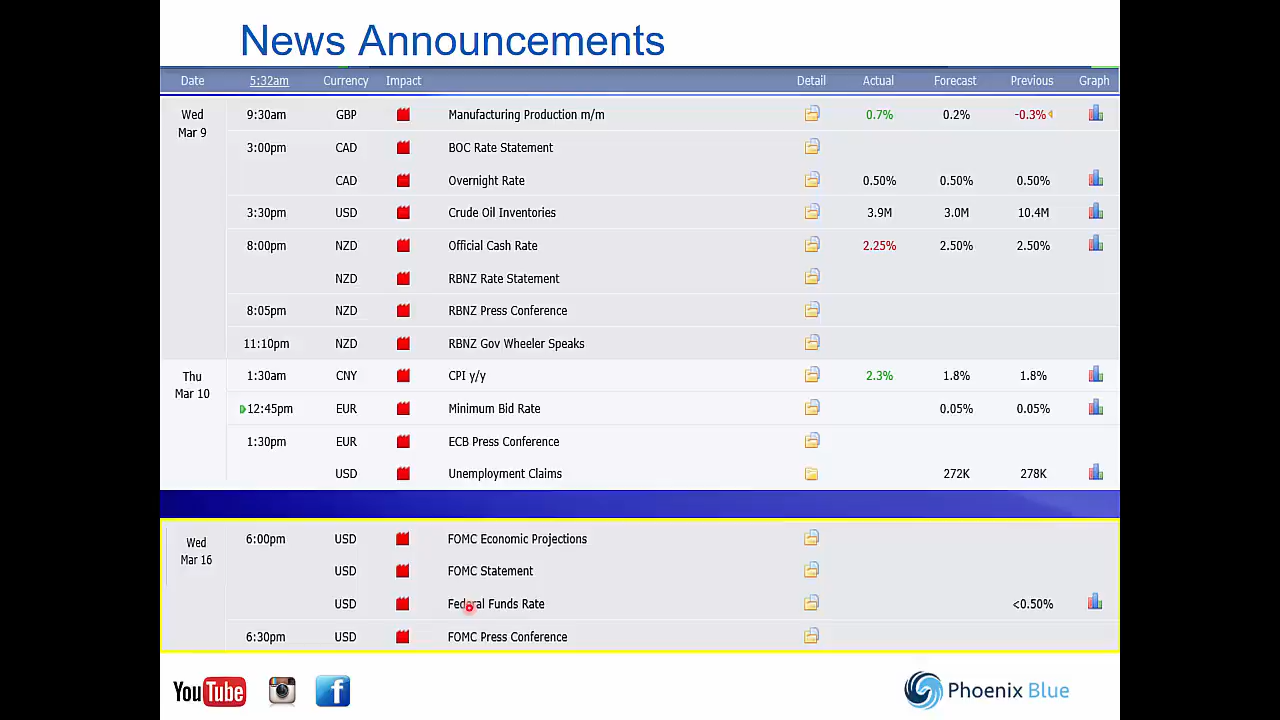 News Announcements
Date 5:32am Currency Impact Detail Actual Forecast Previous Graph
Wed Mar 9 9:30am GBP Manufacturing Production m/m 0.7% 0.2% -0.3%
3:00pm CAD BOC Rate Statement
CAD Overnight Rate 0.50% 0.50% 0.50%
3:30pm USD Crude Oil Inventories 3.9M 3.0M 10.4M
8:00pm NZD Official Cash Rate 2.25% 2.50% 2.50%
NZD RBNZ Rate Statement
8:05pm NZD RBNZ Press Conference
11:10pm NZD RBNZ Gov Wheeler Speaks
Thu Mar 10 1:30am CNY CPI y/y 2.3% 1.8% 1.8%
12:45pm EUR Minimum Bid Rate 0.05% 0.05%
1:30pm EUR ECB Press Conference
USD Unemployment Claims 272K 278K
Wed Mar 16 6:00pm USD FOMC Economic Projections
USD FOMC Statement
USD Federal Funds Rate <0.50%
6:30pm USD FOMC Press Conference
YouTube f Phoenix Blue